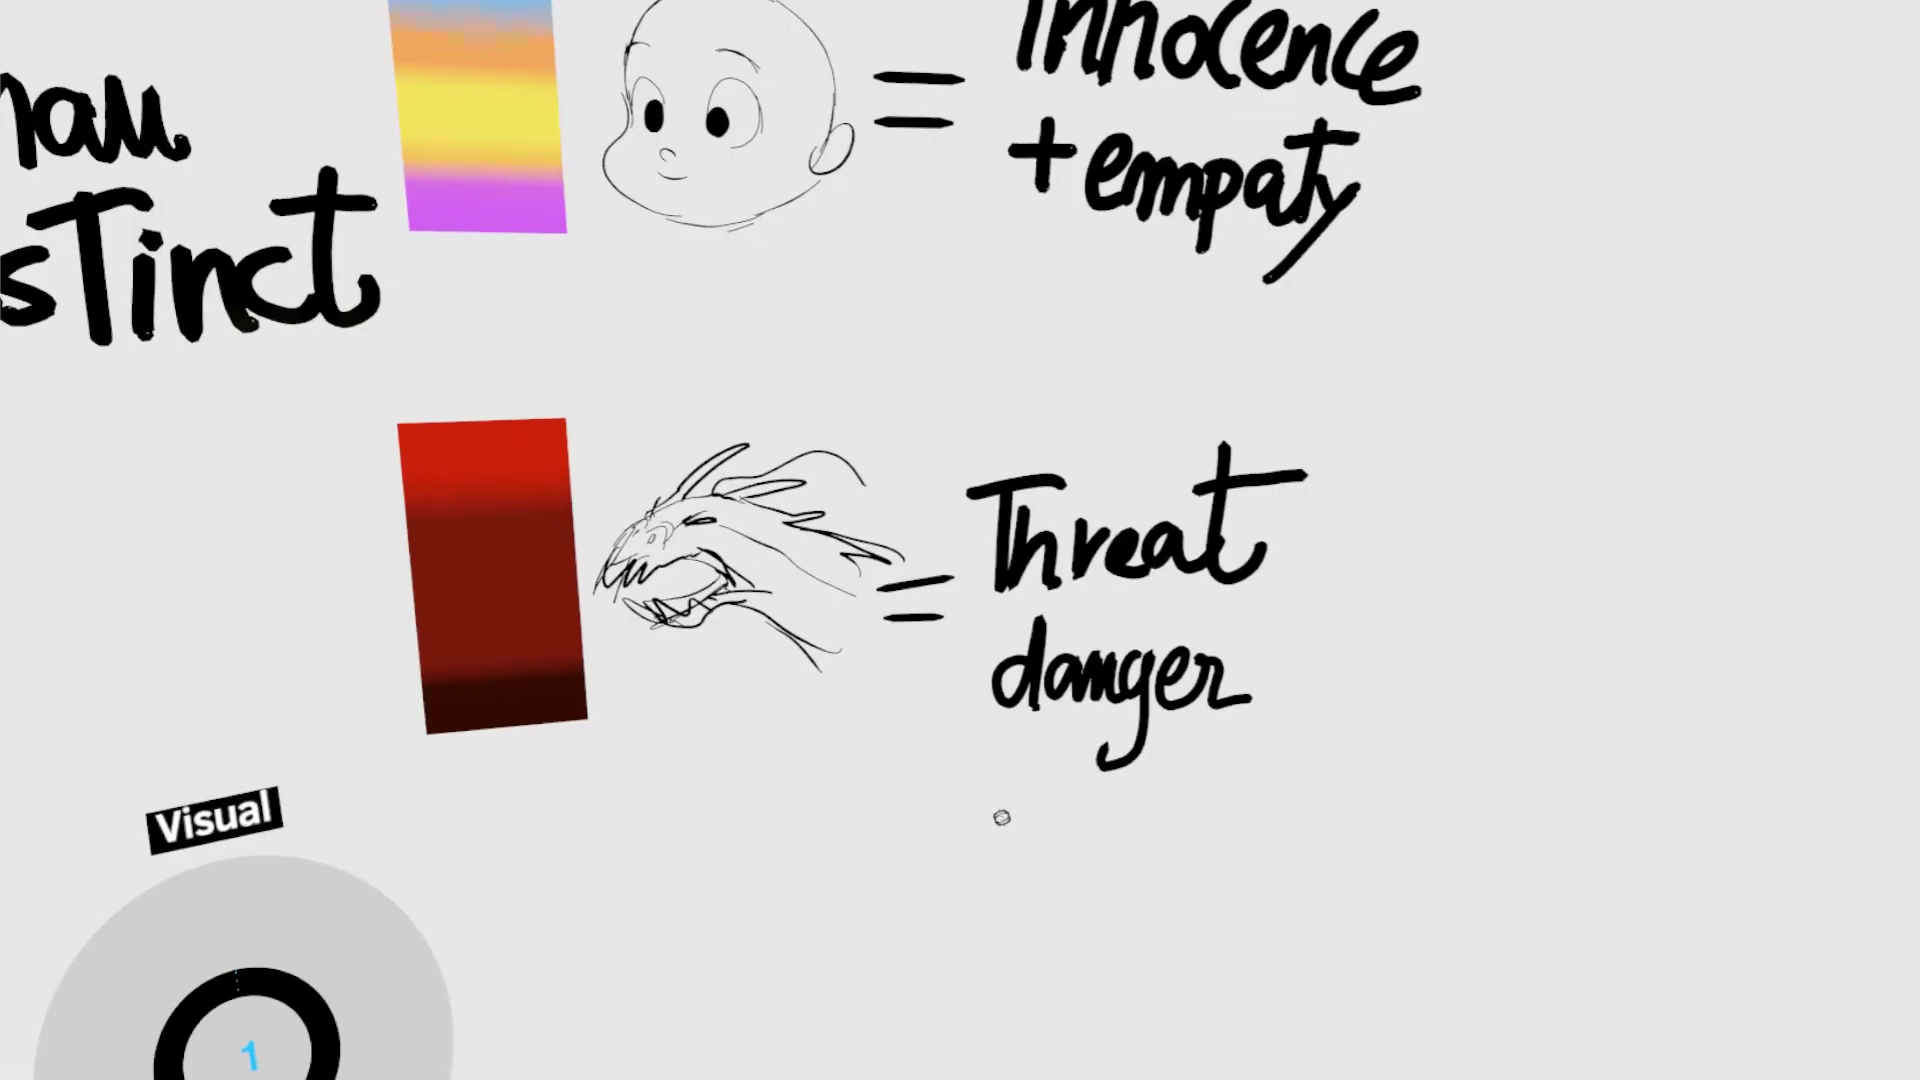 Innocence
+empaty
sTinct
Threat
danger
Visual
1